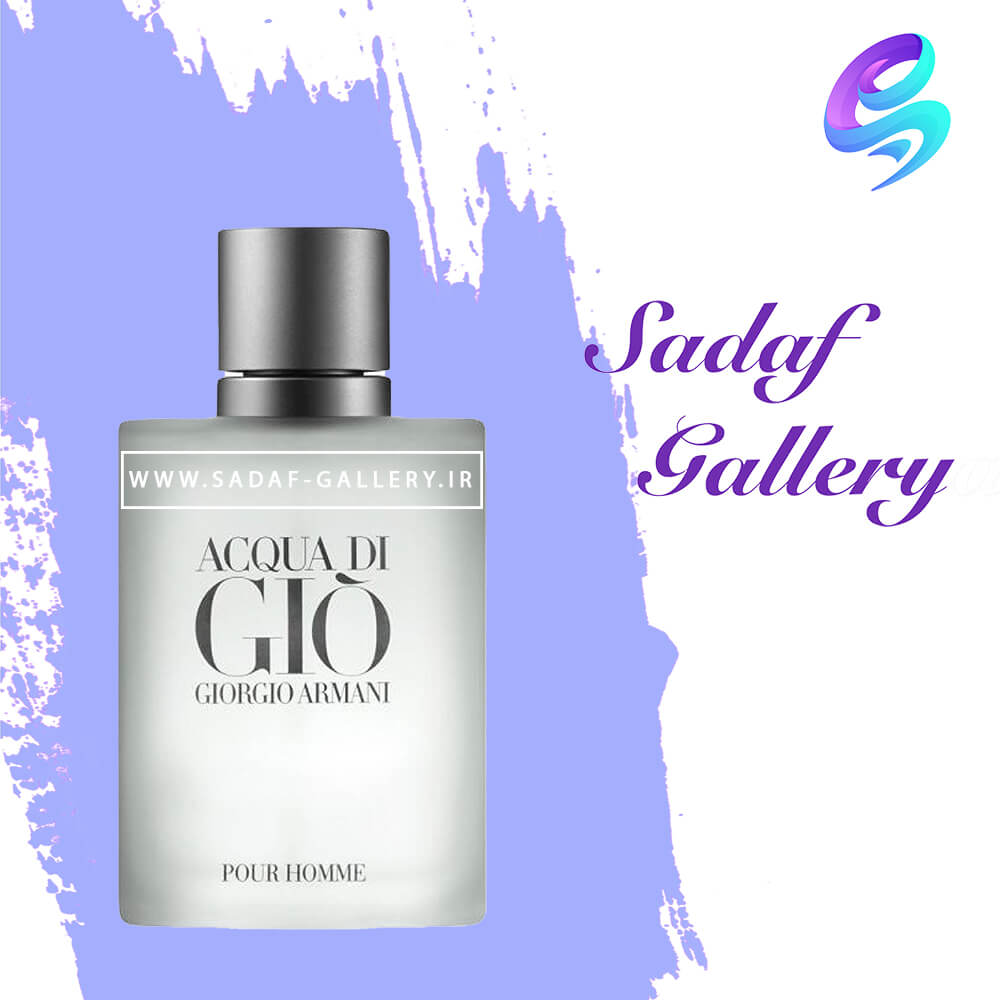 Sadaf
Gallery
WWW.SADAF-GALLERY.IR
ACQUA DI
GIÒ
GIORGIO ARMANI
POUR HOMME